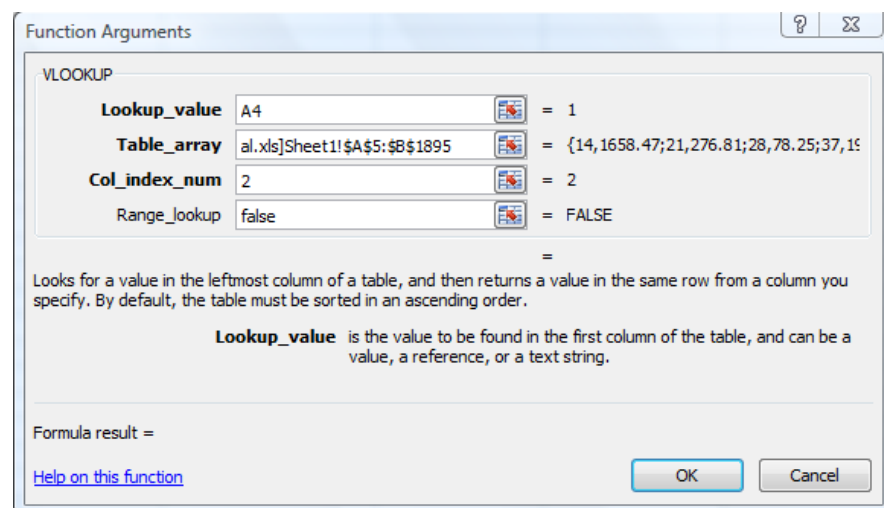 Function Arguments
VLOOKUP
Lookup_value A4 = 1
Table_array al.xls]Sheet1!$A$5:$B$1895 = {14,1658.47;21,276.81;28,78.25;37,19
Col_index_num 2 = 2
Range_lookup false = FALSE
=
Looks for a value in the leftmost column of a table, and then returns a value in the same row from a column you
specify. By default, the table must be sorted in an ascending order.
Lookup_value is the value to be found in the first column of the table, and can be a
value, a reference, or a text string.
Formula result =
Help on this function OK Cancel